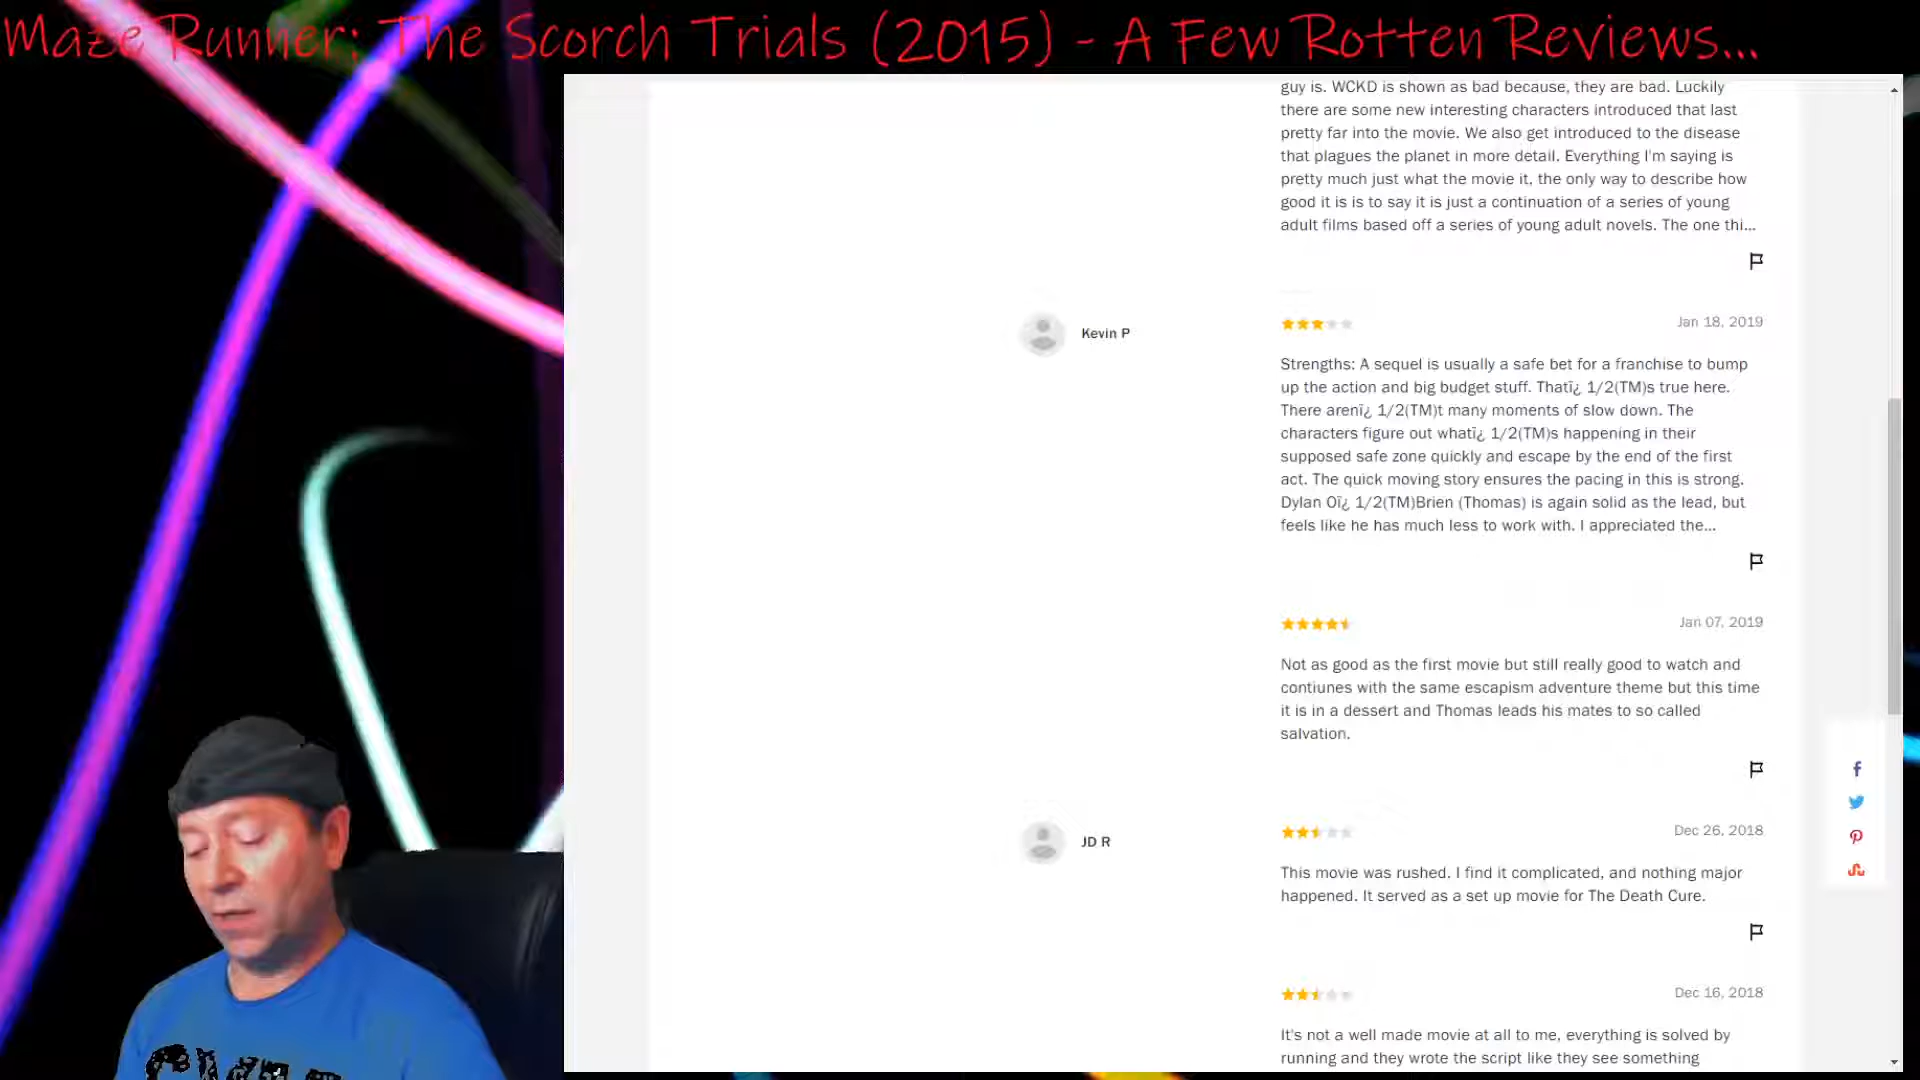 Maze Runner: The Scorch Trials (2015) - A Few Rotten Reviews...
guy is. WCKD is shown as bad because, they are bad. Luckily
there are some new interesting characters introduced that last
pretty far into the movie. We also get introduced to the disease
that plagues the planet in more detail. Everything I'm saying is
pretty much just what the movie it, the only way to describe how
good it is is to say it is just a continuation of a series of young
adult films based off a series of young adult novels. The one thi...
Kevin P
Jan 18, 2019
Strengths: A sequel is usually a safe bet for a franchise to bump
up the action and big budget stuff. Thatï¿ 1/2(TM)s true here.
There arenï¿ 1/2(TM)t many moments of slow down. The
characters figure out whatï¿ 1/2(TM)s happening in their
supposed safe zone quickly and escape by the end of the first
act. The quick moving story ensures the pacing in this is strong.
Dylan Oï¿ 1/2(TM)Brien (Thomas) is again solid as the lead, but
feels like he has much less to work with. I appreciated the...
Jan 07, 2019
Not as good as the first movie but still really good to watch and
contiunes with the same escapism adventure theme but this time
it is in a dessert and Thomas leads his mates to so called
salvation.
JD R
Dec 26, 2018
This movie was rushed. I find it complicated, and nothing major
happened. It served as a set up movie for The Death Cure.
Dec 16, 2018
It's not a well made movie at all to me, everything is solved by
running and they wrote the script like they see something